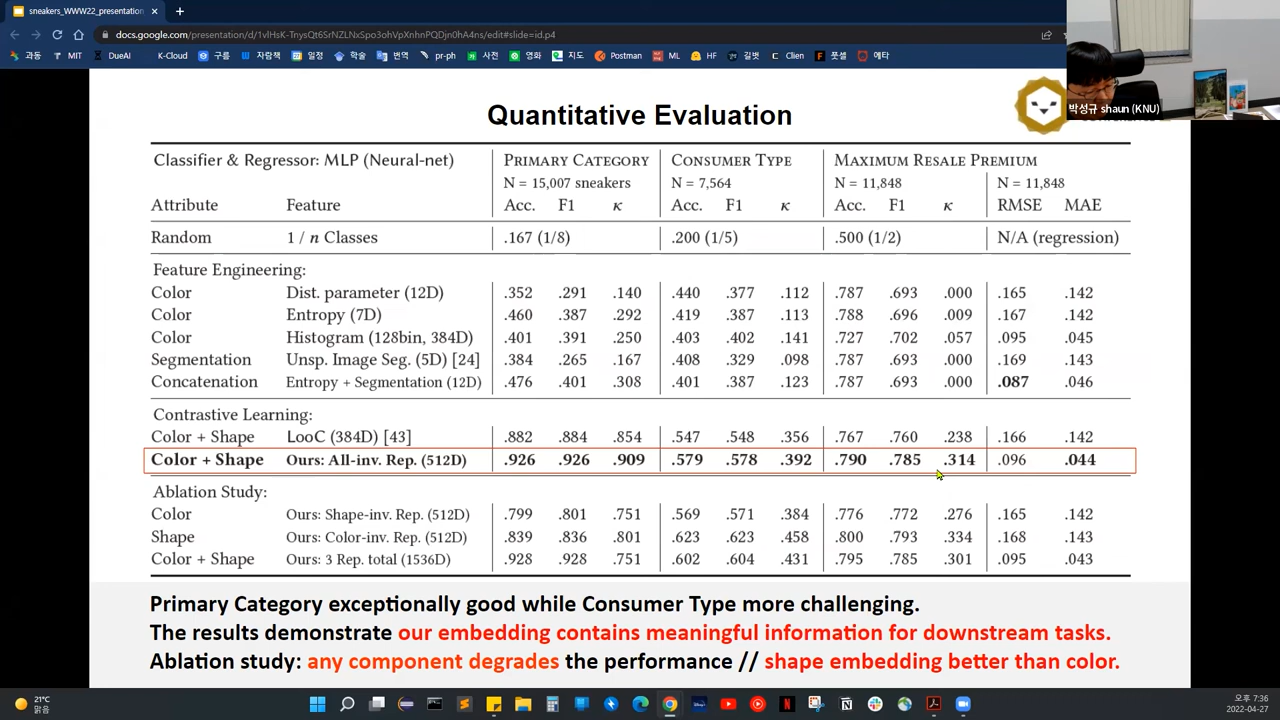 sneakers_WWW22_presentation
docs.google.com/presentation/d/1vlHsK-TnysQt6SrNZLNxSpo3ohVpXnhnPQDjn0hA4ns/edit#slide=id.p4
과동 TIT MIT DueAI K-Cloud 구름 자람 일정 학술 번역 pr-ph 사전 영상 지도 Postman ML HF 길벗 Clien 풋셀 예타
박성규 shaun (KNU)
Quantitative Evaluation
Classifier & Regressor: MLP (Neural-net) PRIMARY CATEGORY CONSUMER TYPE MAXIMUM RESALE PREMIUM
N = 15,007 sneakers N = 7,564 N = 11,848 N = 11,848
Attribute Feature Acc. F1 κ Acc. F1 κ Acc. F1 κ RMSE MAE
Random 1 / n Classes .167 (1/8) .200 (1/5) .500 (1/2) N/A (regression)
Feature Engineering:
Color Dist. parameter (12D) .352 .291 .140 .440 .377 .112 .787 .693 .000 .165 .142
Color Entropy (7D) .460 .387 .292 .419 .387 .113 .788 .696 .009 .167 .142
Color Histogram (128bin, 384D) .401 .391 .250 .403 .402 .141 .727 .702 .057 .095 .045
Segmentation Unsp. Image Seg. (5D) [24] .384 .265 .167 .408 .329 .098 .787 .693 .000 .169 .143
Concatenation Entropy + Segmentation (12D) .476 .401 .308 .401 .387 .123 .787 .693 .000 .087 .046
Contrastive Learning:
Color + Shape LooC (384D) [43] .882 .884 .854 .547 .548 .356 .767 .760 .238 .166 .142
Color + Shape Ours: All-inv. Rep. (512D) .926 .926 .909 .579 .578 .392 .790 .785 .314 .096 .044
Ablation Study:
Color Ours: Shape-inv. Rep. (512D) .799 .801 .751 .569 .571 .384 .776 .772 .276 .165 .142
Shape Ours: Color-inv. Rep. (512D) .839 .836 .801 .623 .623 .458 .800 .793 .334 .168 .143
Color + Shape Ours: 3 Rep. total (1536D) .928 .928 .751 .602 .604 .431 .795 .785 .301 .095 .043
Primary Category exceptionally good while Consumer Type more challenging.
The results demonstrate our embedding contains meaningful information for downstream tasks.
Ablation study: any component degrades the performance // shape embedding better than color.
21°C
맑음
오후 7:36
2022-04-27